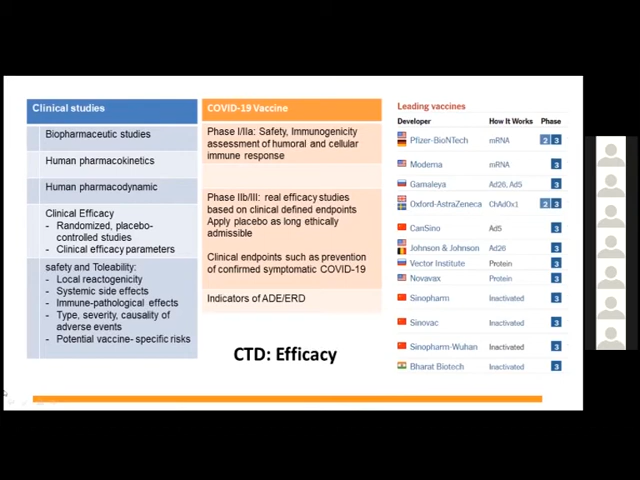 Clinical studies
Biopharmaceutic studies
Human pharmacokinetics
Human pharmacodynamic
Clinical Efficacy
- Randomized, placebo-
controlled studies
- Clinical efficacy parameters
safety and Toleability:
- Local reactogenicity
- Systemic side effects
- Immune-pathological effects
- Type, severity, causality of
adverse events
- Potential vaccine- specific risks
COVID-19 Vaccine
Phase I/IIa: Safety, Immunogenicity
assessment of humoral and cellular
immune response
Phase IIb/III: real efficacy studies
based on clinical defined endpoints
Apply placebo as long ethically
admissible
Clinical endpoints such as prevention
of confirmed symptomatic COVID-19
Indicators of ADE/ERD
CTD: Efficacy
Leading vaccines
Developer How It Works Phase
Pfizer-BioNTech mRNA 2 3
Moderna mRNA 3
Gamaleya Ad26, Ad5 3
Oxford-AstraZeneca ChAdOx1 2 3
CanSino Ad5 3
Johnson & Johnson Ad26 3
Vector Institute Protein 3
Novavax Protein 3
Sinopharm Inactivated 3
Sinovac Inactivated 3
Sinopharm-Wuhan Inactivated 3
Bharat Biotech Inactivated 3